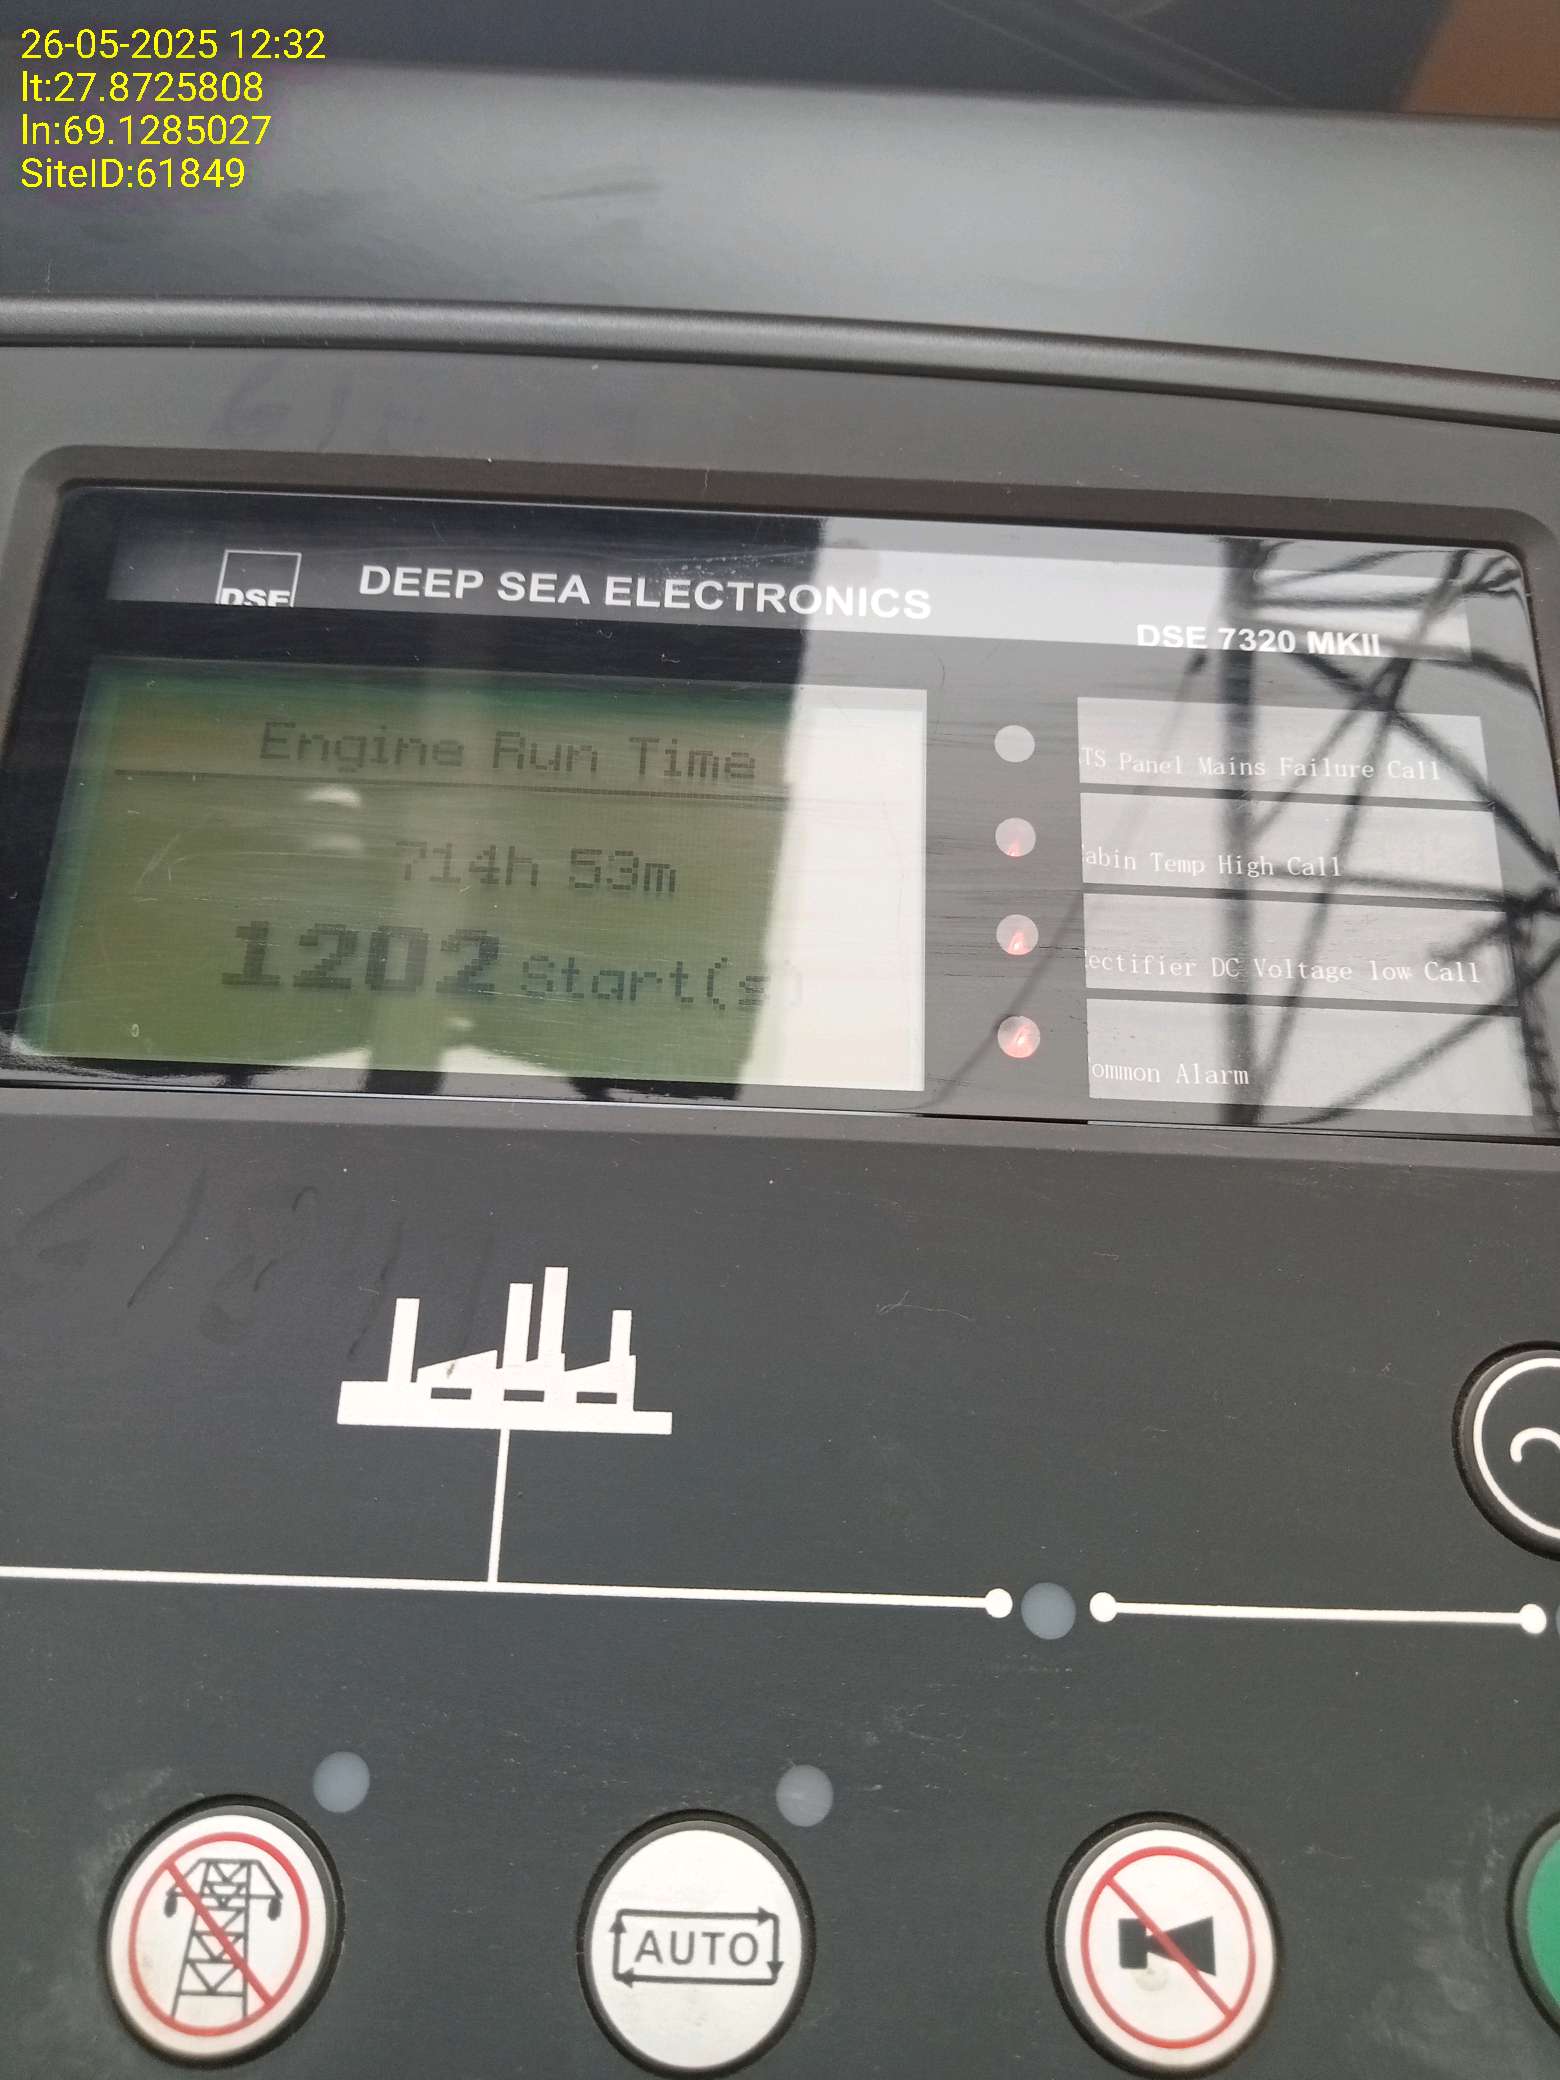 26-05-2025 12:32
lt:27.8725808
ln:69.1285027
SiteID:61849
DSE
DEEP SEA ELECTRONICS
DSE 7320 MKII
Engine Run Time
714h 53m
1202 Start(s)
TS Panel Mains Failure Call
abin Temp High Call
ectifier DC Voltage low Call
ommon Alarm
AUTO